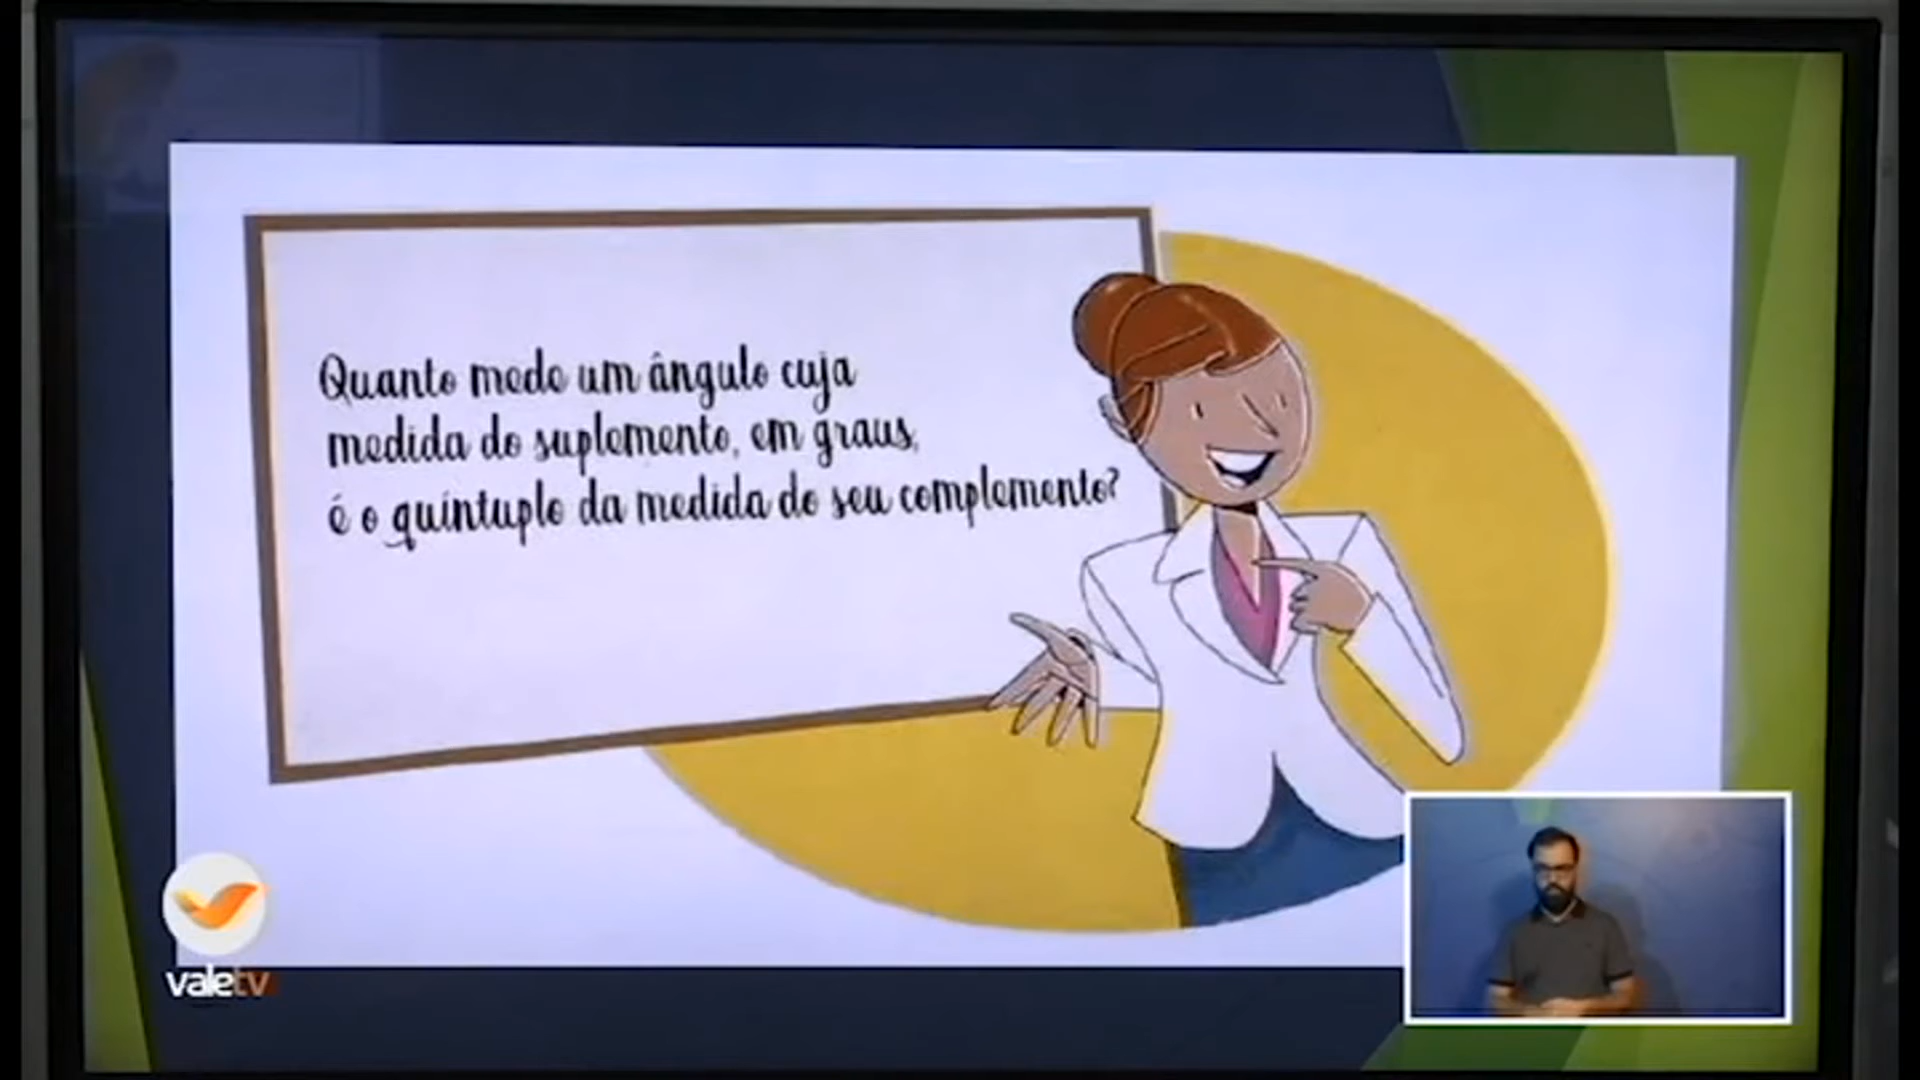 Quanto mede um ângulo cuja
medida do suplemento, em graus,
é o quíntuplo da medida do seu complemento?
valetv